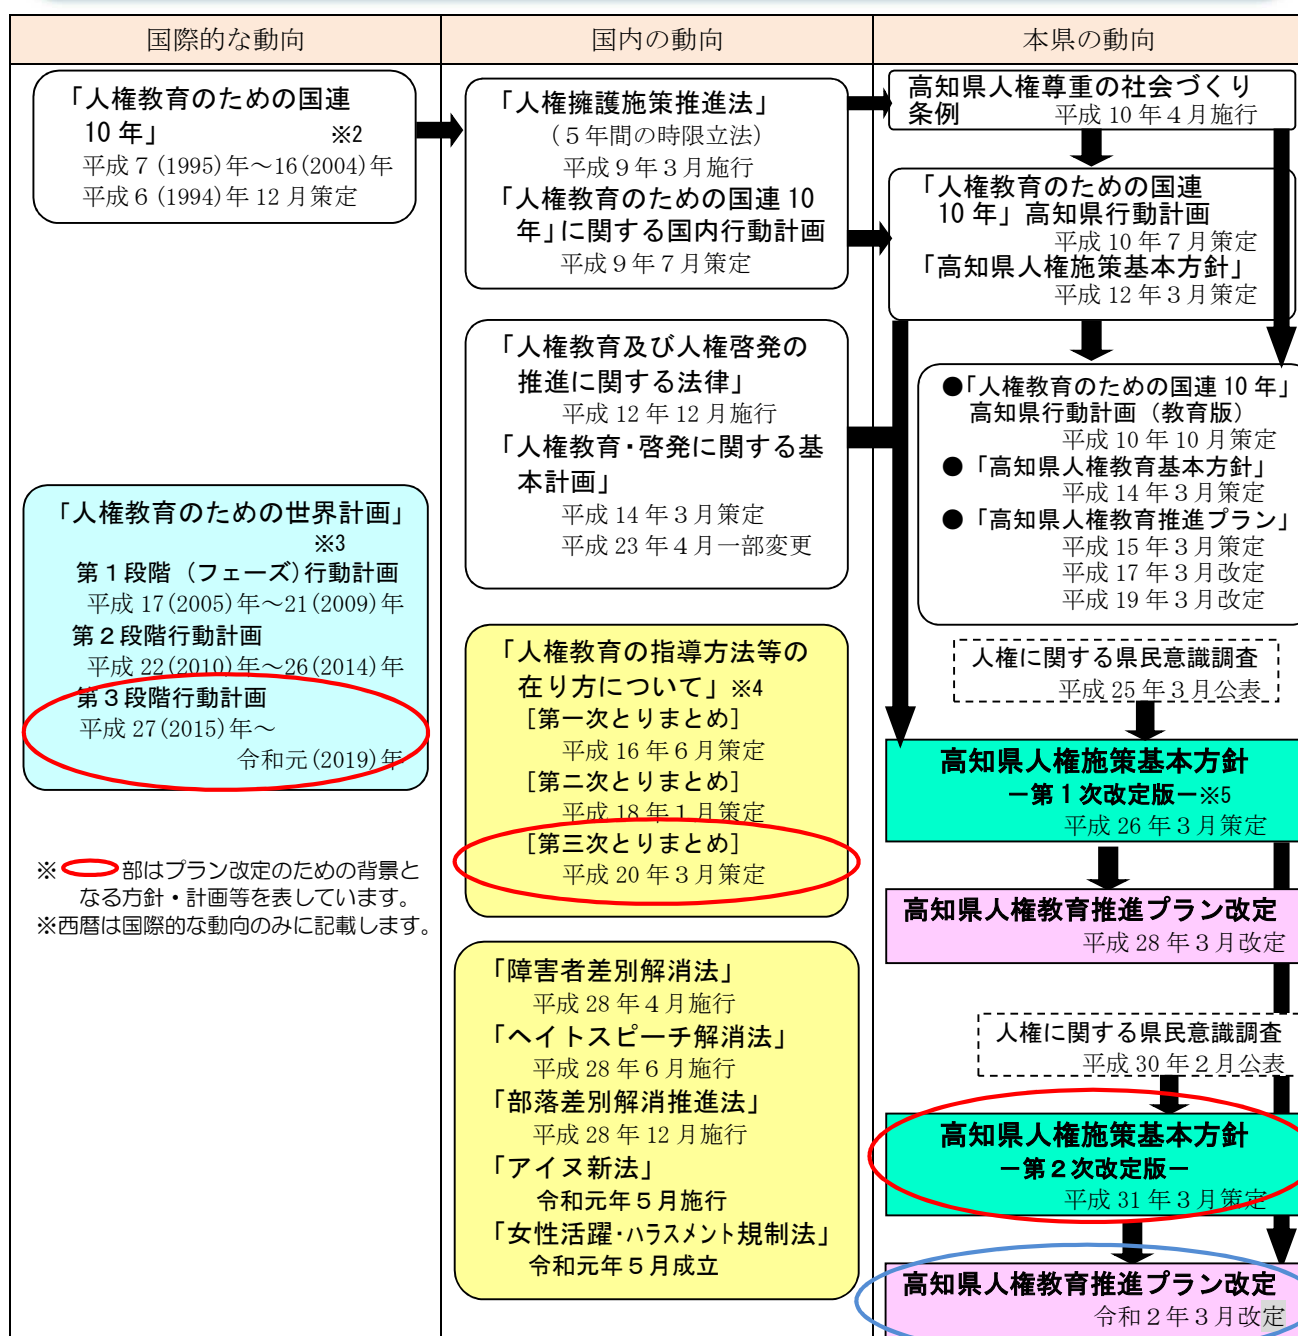 国際的な動向
「人権教育のための国連
10 年」 ※2
平成 7 (1995)年～16(2004)年
平成 6 (1994)年 12 月策定
「人権教育のための世界計画」
※3
第１段階（フェーズ）行動計画
平成 17(2005)年～21(2009)年
第２段階行動計画
平成 22(2010)年～26(2014)年
第３段階行動計画
平成 27(2015)年～
令和元(2019)年
※ 部はプラン改定のための背景と
なる方針・計画等を表しています。
※西暦は国際的な動向のみに記載します。
国内の動向
「人権擁護施策推進法」
（５年間の時限立法）
平成９年３月施行
「人権教育のための国連 10
年」に関する国内行動計画
平成９年７月策定
「人権教育及び人権啓発の
推進に関する法律」
平成 12 年 12 月施行
「人権教育・啓発に関する基
本計画」
平成 14 年３月策定
平成 23 年４月一部変更
「人権教育の指導方法等の
在り方について」※4
[第一次とりまとめ]
平成 16 年６月策定
[第二次とりまとめ]
平成 18 年１月策定
[第三次とりまとめ]
平成 20 年３月策定
「障害者差別解消法」
平成 28 年４月施行
「ヘイトスピーチ解消法」
平成 28 年６月施行
「部落差別解消推進法」
平成 28 年 12 月施行
「アイヌ新法」
令和元年５月施行
「女性活躍・ハラスメント規制法」
令和元年５月成立
本県の動向
高知県人権尊重の社会づくり
条例 平成 10 年４月施行
「人権教育のための国連
10 年」高知県行動計画
平成 10 年７月策定
「高知県人権施策基本方針」
平成 12 年３月策定
●「人権教育のための国連 10 年」
高知県行動計画（教育版）
平成 10 年 10 月策定
●「高知県人権教育基本方針」
平成 14 年３月策定
●「高知県人権教育推進プラン」
平成 15 年３月策定
平成 17 年３月改定
平成 19 年３月改定
人権に関する県民意識調査
平成 25 年３月公表
高知県人権施策基本方針
－第１次改定版－※5
平成 26 年３月策定
高知県人権教育推進プラン改定
平成 28 年３月改定
人権に関する県民意識調査
平成 30 年２月公表
高知県人権施策基本方針
－第２次改定版－
平成 31 年３月策定
高知県人権教育推進プラン改定
令和２年３月改定